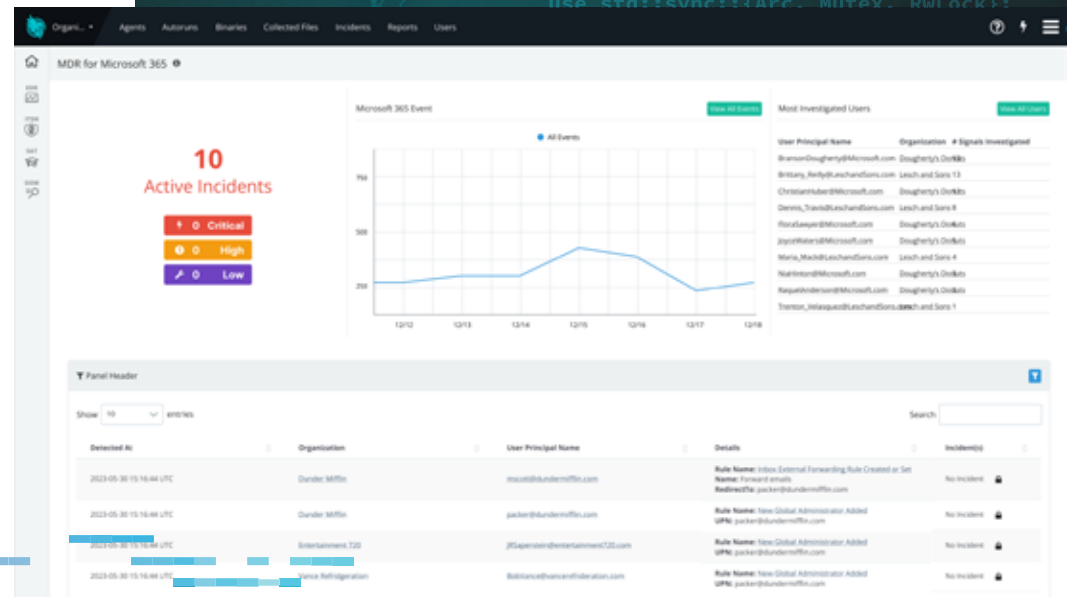 use std::sync::{Arc, Mutex, RwLock};
Organi...
Agents Autoruns Binaries Collected Files Incidents Reports Users
MDR for Microsoft 365
10
Active Incidents
0 Critical
0 High
0 Low
Microsoft 365 Event
View All Events
All Events
750
500
250
12/12 12/13 12/14 12/15 12/16 12/17 12/18
Most Investigated Users
View All Users
User Principal Name Organization # Signals Investigated
BransonDougherty@Microsoft.com Dougherty's
Brittany_Reilly@LeschandSons.com Lesch and Sons 13
ChristianHuber@Microsoft.com Dougherty's
Dennis_Travis@LeschandSons.com Lesch and Sons 8
FloraSawyer@Microsoft.com Dougherty's
JoyceWaters@Microsoft.com Dougherty's
Maria_Mack@LeschandSons.com Lesch and Sons 4
NiaHinton@Microsoft.com Dougherty's
RaquelAnderson@Microsoft.com Dougherty's
Trenton_Velasquez@LeschandSons and Sons 1
Panel Header
Show 10 entries
Search
Detected At Organization User Principal Name Details Incident(s)
2023-05-30 15:16:44 UTC Dunder Mifflin mscott@dundermifflin.com Rule Name: Inbox External Forwarding Rule Created or Set No Incident
Name: Forward emails
RedirectTo: packer@dundermifflin.com
2023-05-30 15:16:44 UTC Dunder Mifflin packer@dundermifflin.com Rule Name: New Global Administrator Added No Incident
UPN: packer@dundermifflin.com
2023-05-30 15:16:44 UTC Entertainment 720 Rule Name: New Global Administrator Added No Incident
UPN: packer@dundermifflin.com
2023-05-30 15:16:44 UTC Vance Refridgeration Rule Name: New Global Administrator Added No Incident
UPN: packer@dundermifflin.com